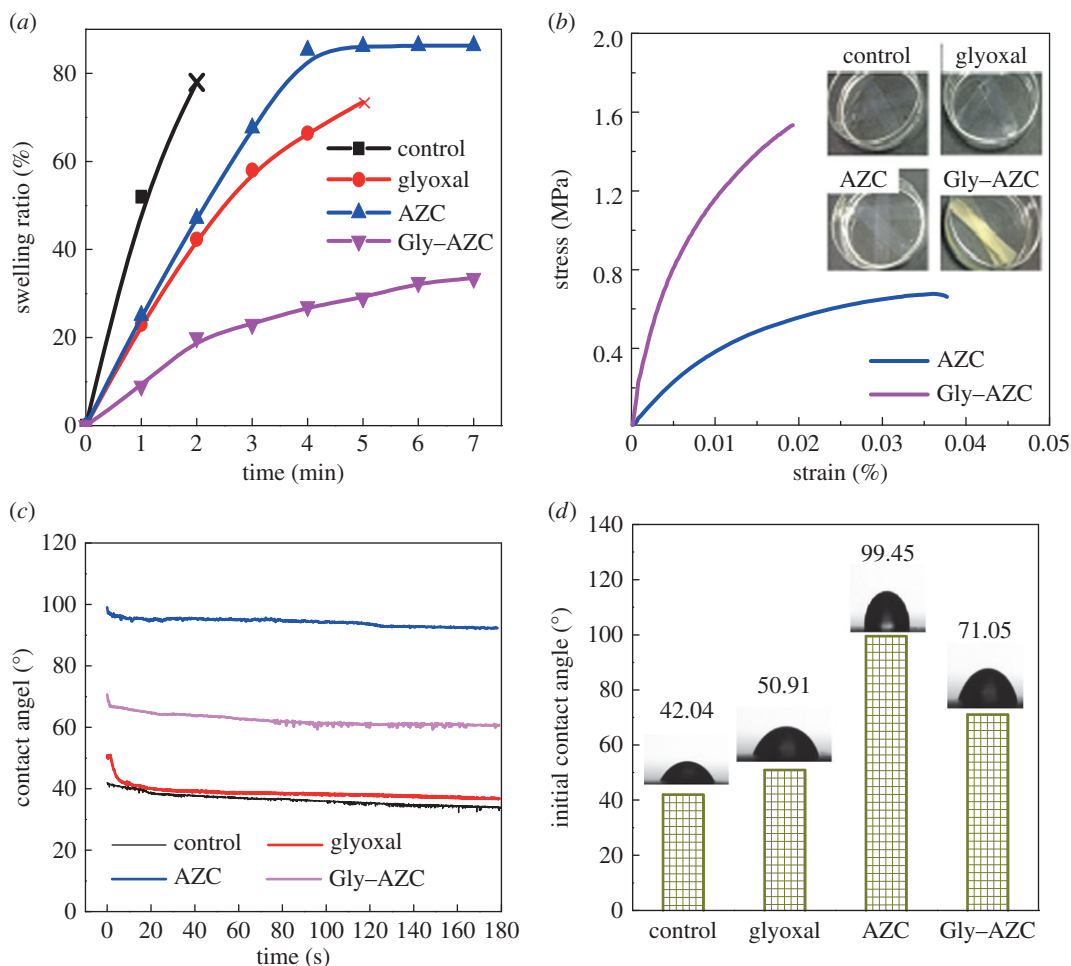 (a)
80
60
40
20
0
swelling ratio (%)
control
glyoxal
AZC
Gly–AZC
0 1 2 3 4 5 6 7
time (min)
(b)
2.0
1.6
1.2
0.8
0.4
stress (MPa)
control glyoxal
AZC Gly–AZC
AZC
Gly–AZC
0 0.01 0.02 0.03 0.04 0.05
strain (%)
(c)
120
100
80
60
40
20
0
contact angel (°)
control glyoxal
AZC Gly–AZC
0 20 40 60 80 100 120 140 160 180
time (s)
(d)
140
120
100
80
60
40
20
0
initial contact angle (°)
42.04
50.91
99.45
71.05
control glyoxal AZC Gly–AZC